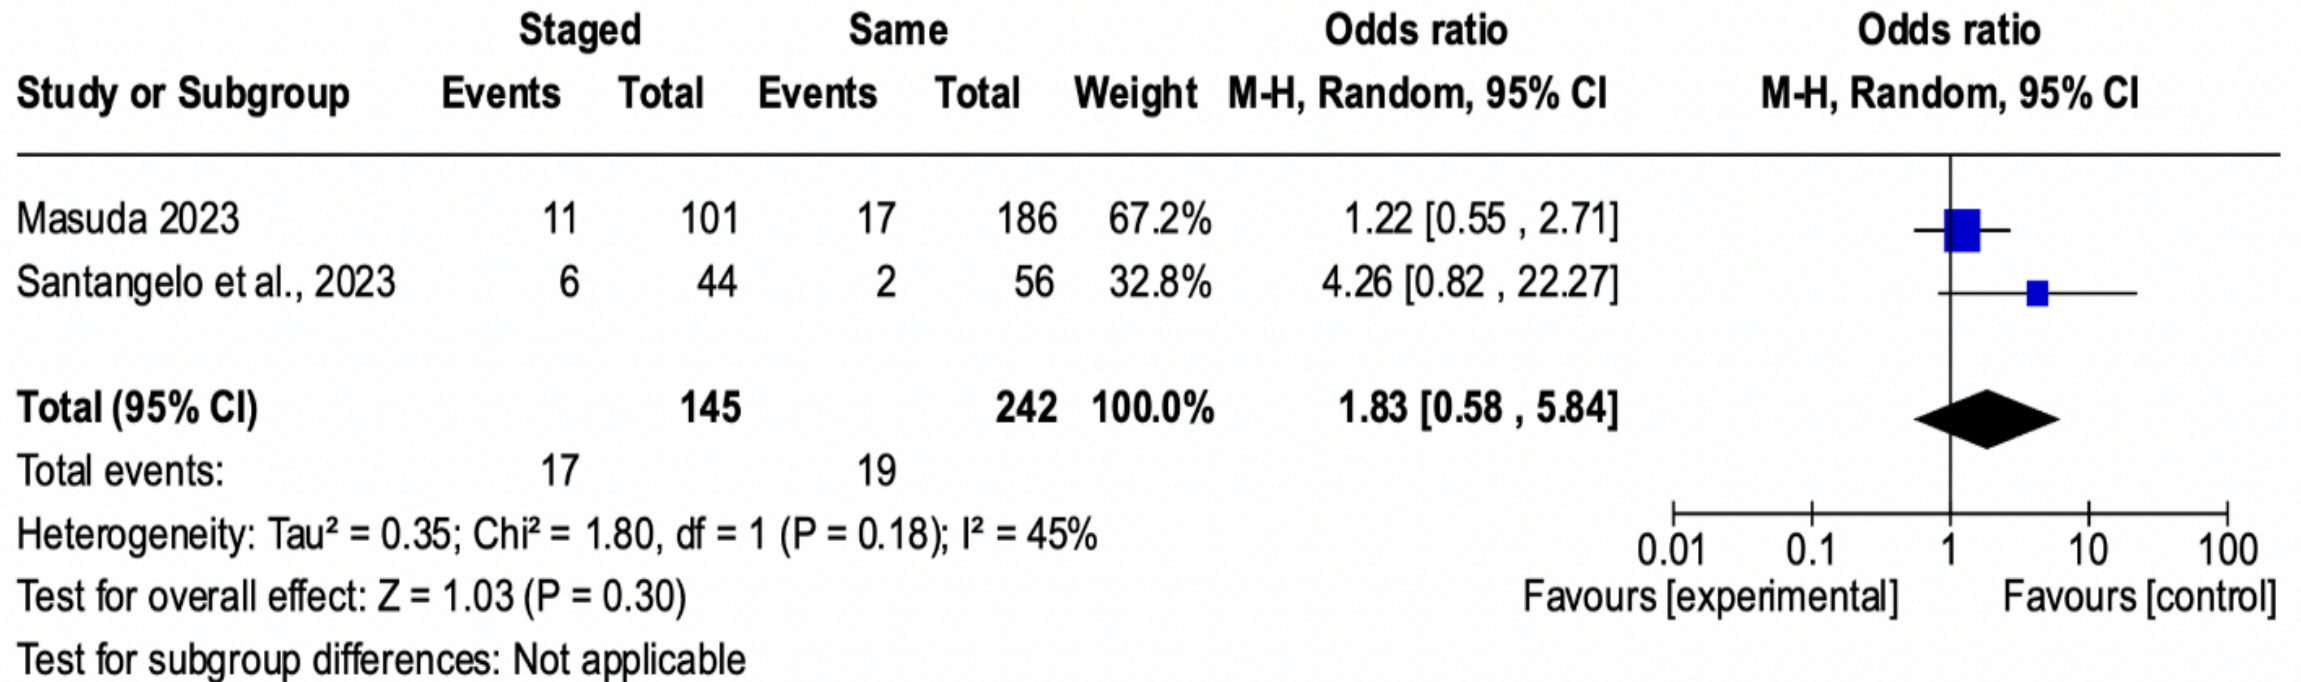 Staged Same Odds ratio Odds ratio
Study or Subgroup Events Total Events Total Weight M-H, Random, 95% CI M-H, Random, 95% CI
Masuda 2023 11 101 17 186 67.2% 1.22 [0.55 , 2.71]
Santangelo et al., 2023 6 44 2 56 32.8% 4.26 [0.82 , 22.27]
Total (95% CI) 145 242 100.0% 1.83 [0.58 , 5.84]
Total events: 17 19
Heterogeneity: Tau² = 0.35; Chi² = 1.80, df = 1 (P = 0.18); I² = 45%
0.01 0.1 1 10 100
Test for overall effect: Z = 1.03 (P = 0.30) Favours [experimental] Favours [control]
Test for subgroup differences: Not applicable